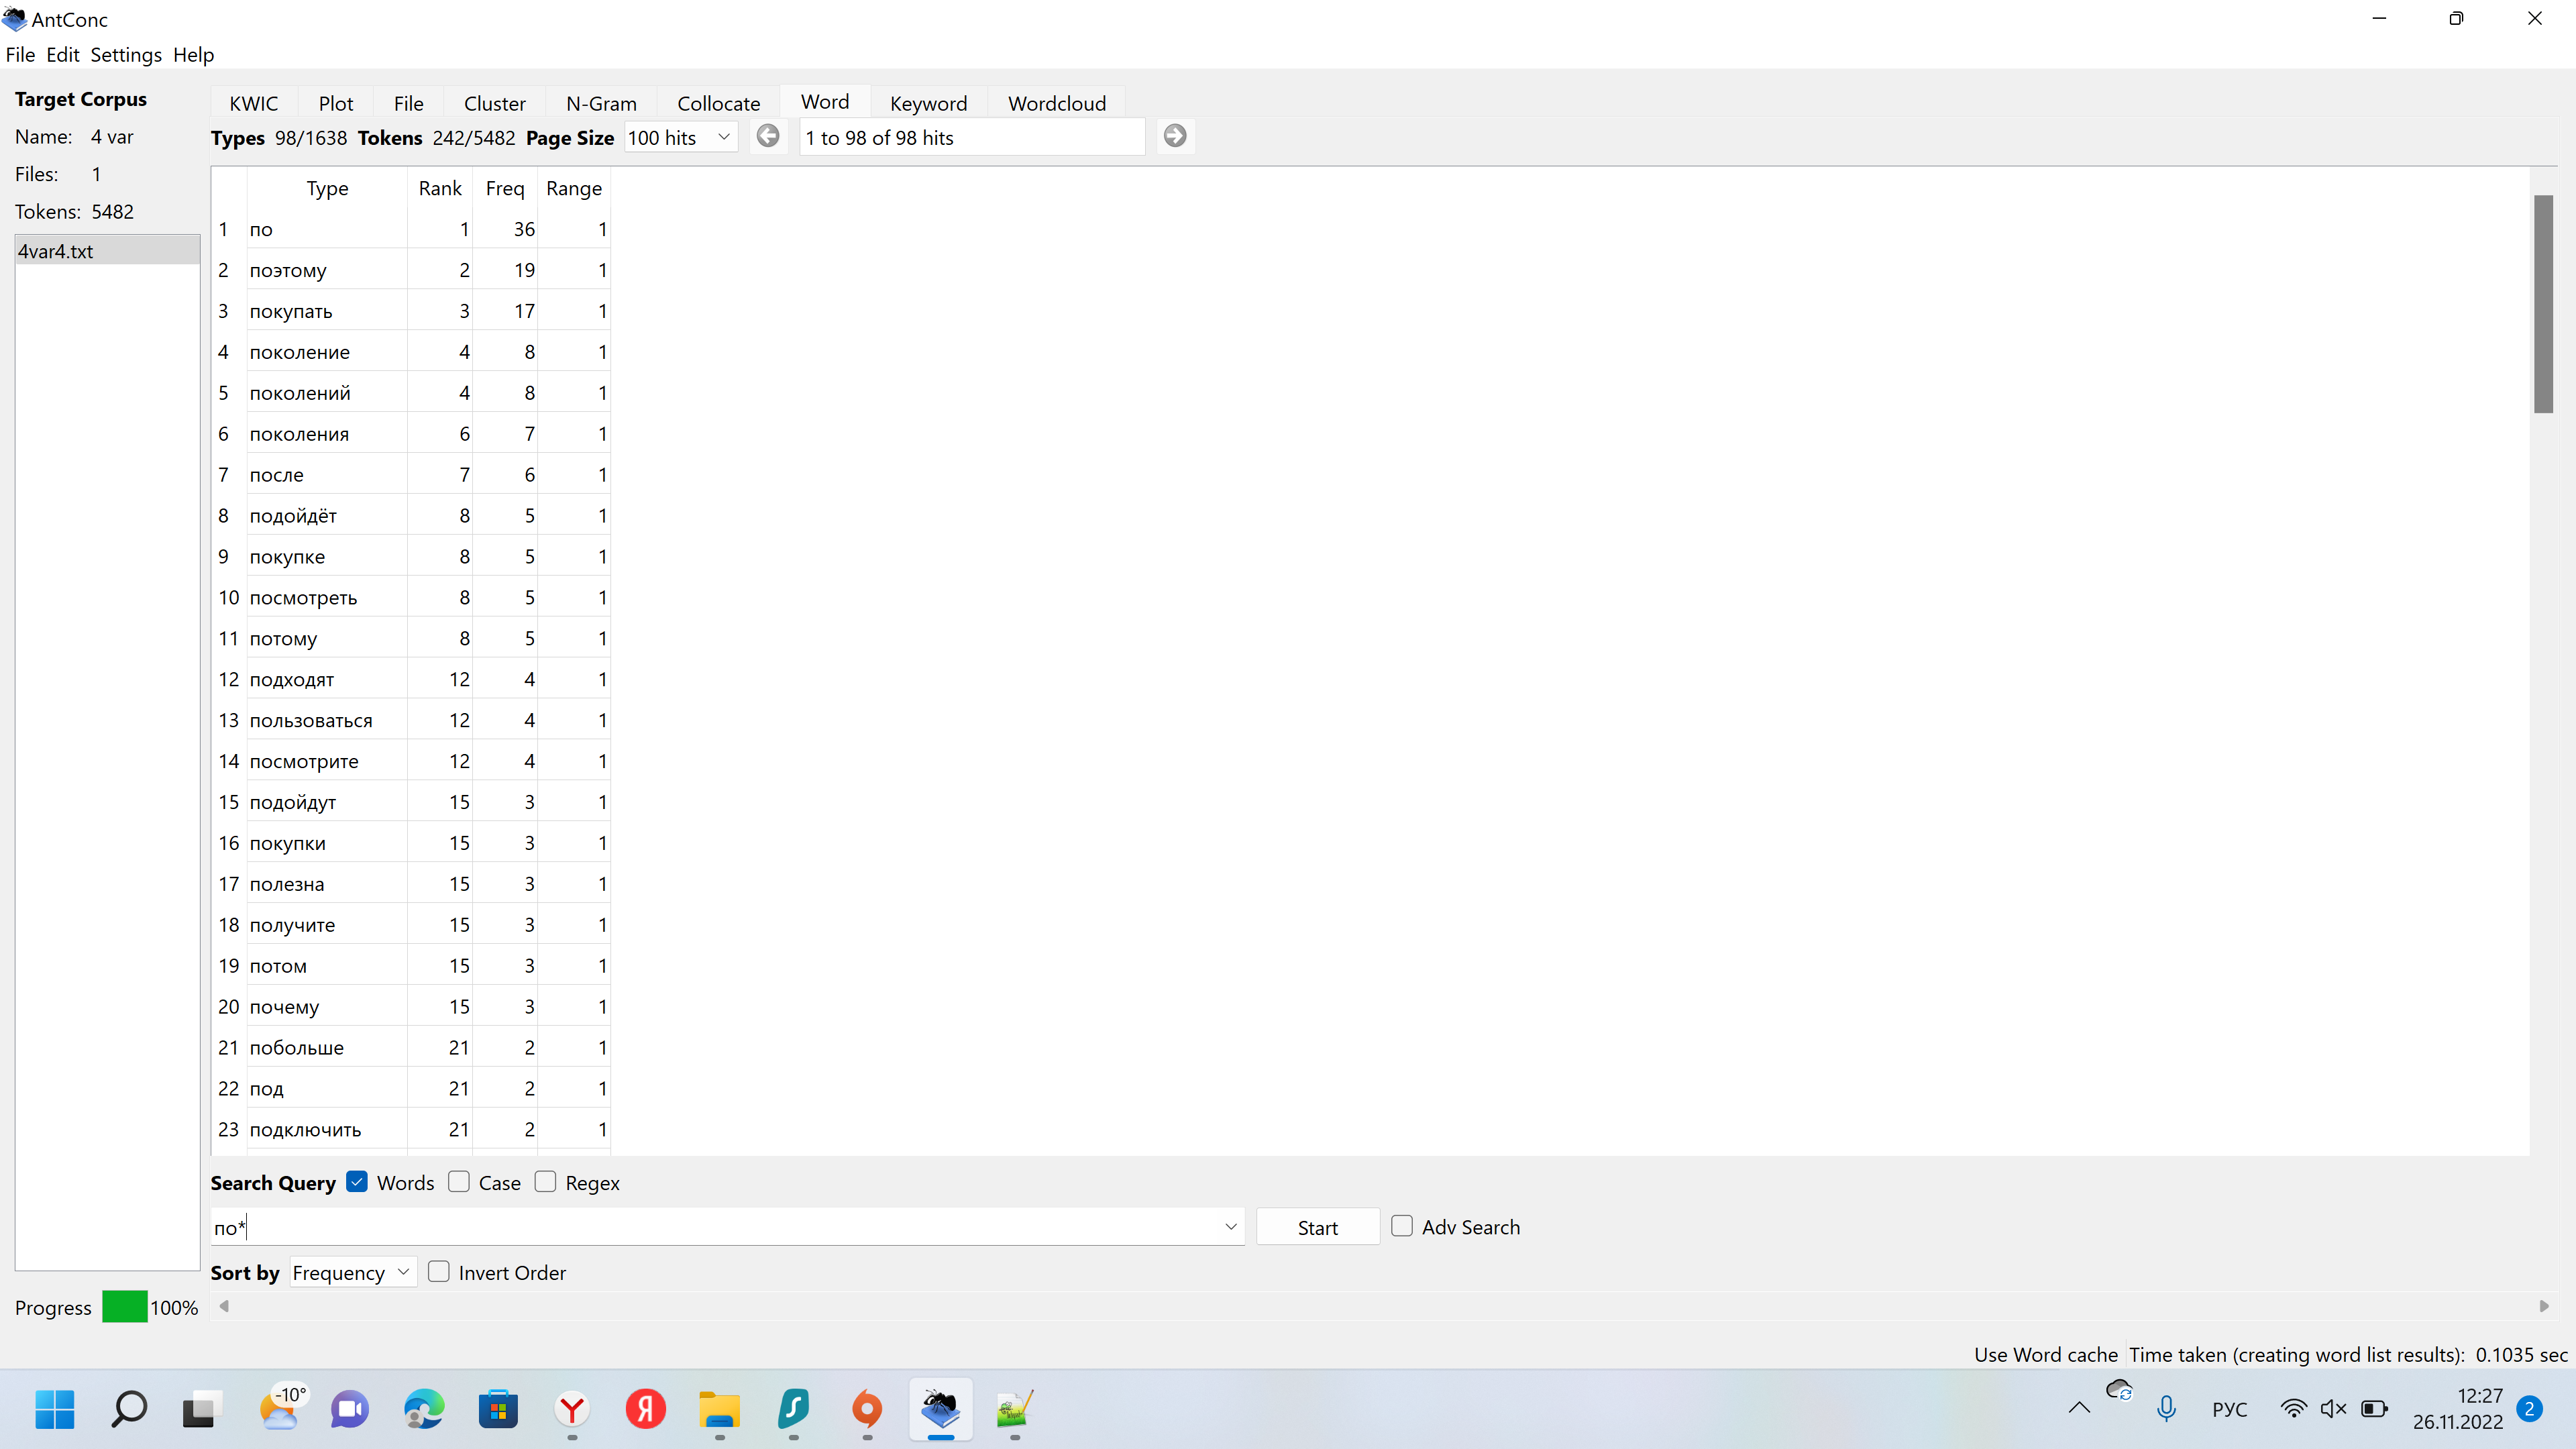 AntConc
File Edit Settings Help
Target Corpus
Name: 4 var
Files: 1
Tokens: 5482
4var4.txt
KWIC Plot File Cluster N-Gram Collocate Word Keyword Wordcloud
Types 98/1638 Tokens 242/5482 Page Size 100 hits 1 to 98 of 98 hits
Type Rank Freq Range
1 по 1 36 1
2 поэтому 2 19 1
3 покупать 3 17 1
4 поколение 4 8 1
5 поколений 4 8 1
6 поколения 6 7 1
7 после 7 6 1
8 подойдёт 8 5 1
9 покупке 8 5 1
10 посмотреть 8 5 1
11 потому 8 5 1
12 подходят 12 4 1
13 пользоваться 12 4 1
14 посмотрите 12 4 1
15 подойдут 15 3 1
16 покупки 15 3 1
17 полезна 15 3 1
18 получите 15 3 1
19 потом 15 3 1
20 почему 15 3 1
21 побольше 21 2 1
22 под 21 2 1
23 подключить 21 2 1
Search Query Words Case Regex
по*
Start Adv Search
Sort by Frequency Invert Order
Progress 100%
Use Word cache Time taken (creating word list results): 0.1035 sec
-10°
Я
РУС
12:27
26.11.2022
2